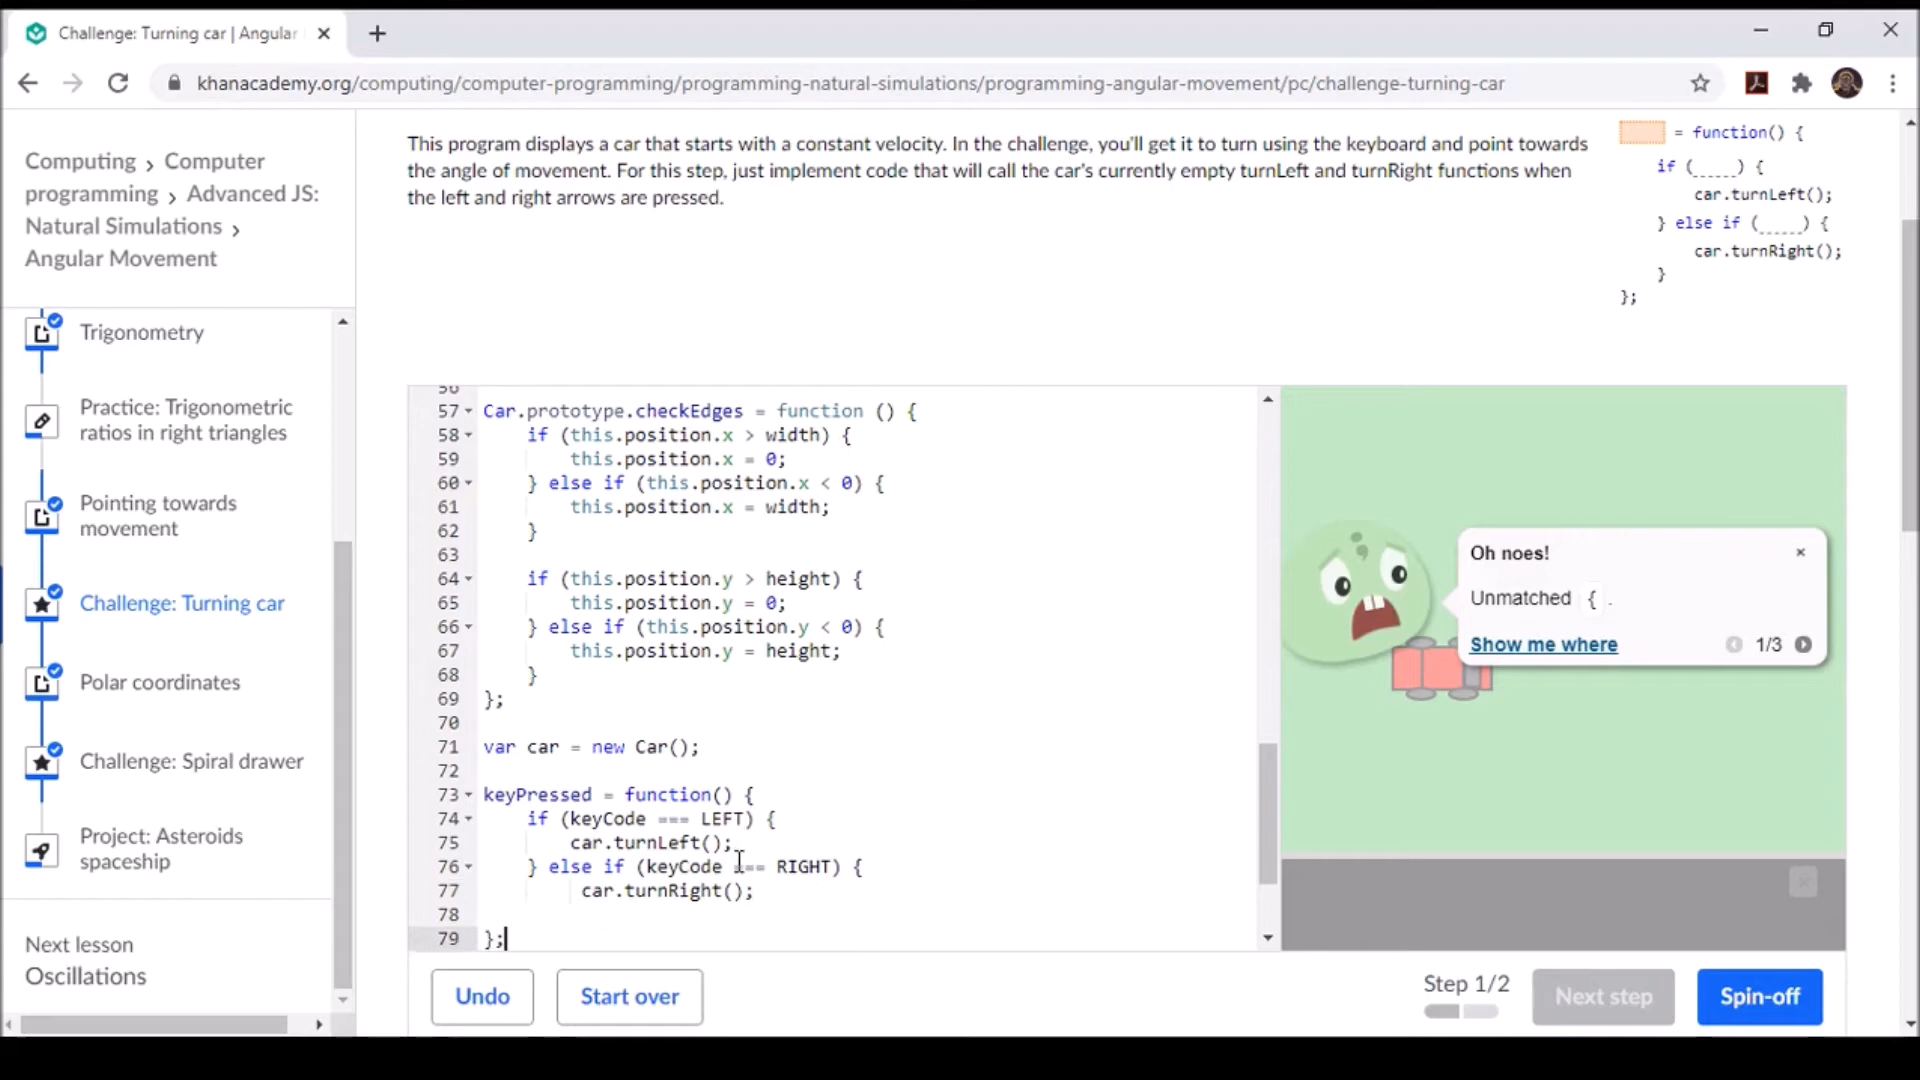 Challenge: Turning car | Angular
khanacademy.org/computing/computer-programming/programming-natural-simulations/programming-angular-movement/pc/challenge-turning-car
Computing > Computer
programming > Advanced JS:
Natural Simulations >
Angular Movement
Trigonometry
Practice: Trigonometric
ratios in right triangles
Pointing towards
movement
Challenge: Turning car
Polar coordinates
Challenge: Spiral drawer
Project: Asteroids
spaceship
Next lesson
Oscillations
This program displays a car that starts with a constant velocity. In the challenge, you'll get it to turn using the keyboard and point towards
the angle of movement. For this step, just implement code that will call the car's currently empty turnLeft and turnRight functions when
the left and right arrows are pressed.
= function() {
if (_____) {
car.turnLeft();
} else if (_____) {
car.turnRight();
}
};
56
57 Car.prototype.checkEdges = function () {
58 if (this.position.x > width) {
59 this.position.x = 0;
60 } else if (this.position.x < 0) {
61 this.position.x = width;
62 }
63
64 if (this.position.y > height) {
65 this.position.y = 0;
66 } else if (this.position.y < 0) {
67 this.position.y = height;
68 }
69 };
70
71 var car = new Car();
72
73 keyPressed = function() {
74 if (keyCode === LEFT) {
75 car.turnLeft();
76 } else if (keyCode === RIGHT) {
77 car.turnRight();
78
79 };
Oh noes!
Unmatched { .
Show me where
1/3
Undo
Start over
Step 1/2
Next step
Spin-off